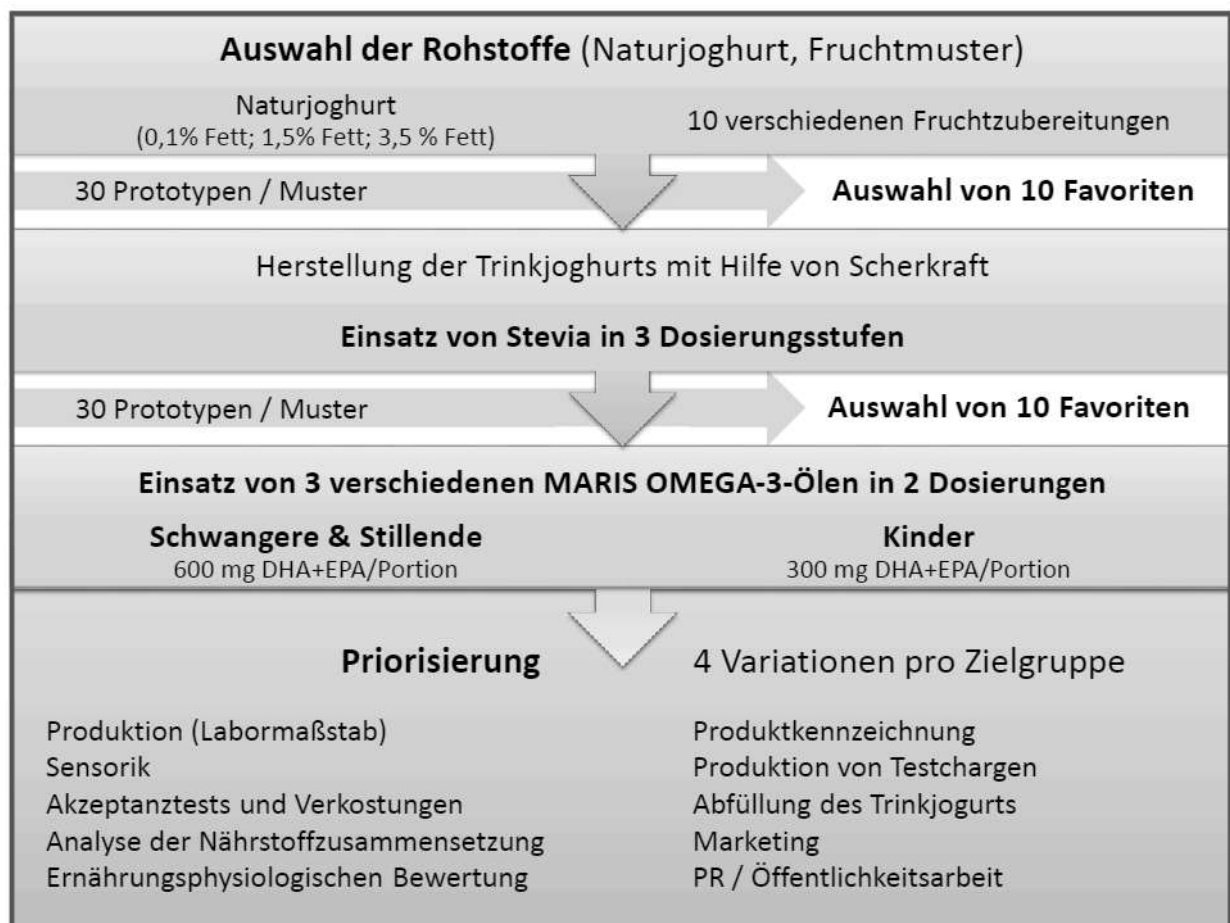 Auswahl der Rohstoffe (Naturjoghurt, Fruchtmuster)
Naturjoghurt
(0,1% Fett; 1,5% Fett; 3,5 % Fett)
10 verschiedenen Fruchtzubereitungen
30 Prototypen / Muster
Auswahl von 10 Favoriten
Herstellung der Trinkjoghurts mit Hilfe von Scherkraft
Einsatz von Stevia in 3 Dosierungsstufen
30 Prototypen / Muster
Auswahl von 10 Favoriten
Einsatz von 3 verschiedenen MARIS OMEGA-3-Ölen in 2 Dosierungen
Schwangere & Stillende
600 mg DHA+EPA/Portion
Kinder
300 mg DHA+EPA/Portion
Priorisierung
4 Variationen pro Zielgruppe
Produktion (Labormaßstab)
Sensorik
Akzeptanztests und Verkostungen
Analyse der Nährstoffzusammensetzung
Ernährungsphysiologischen Bewertung
Produktkennzeichnung
Produktion von Testchargen
Abfüllung des Trinkjogurts
Marketing
PR / Öffentlichkeitsarbeit